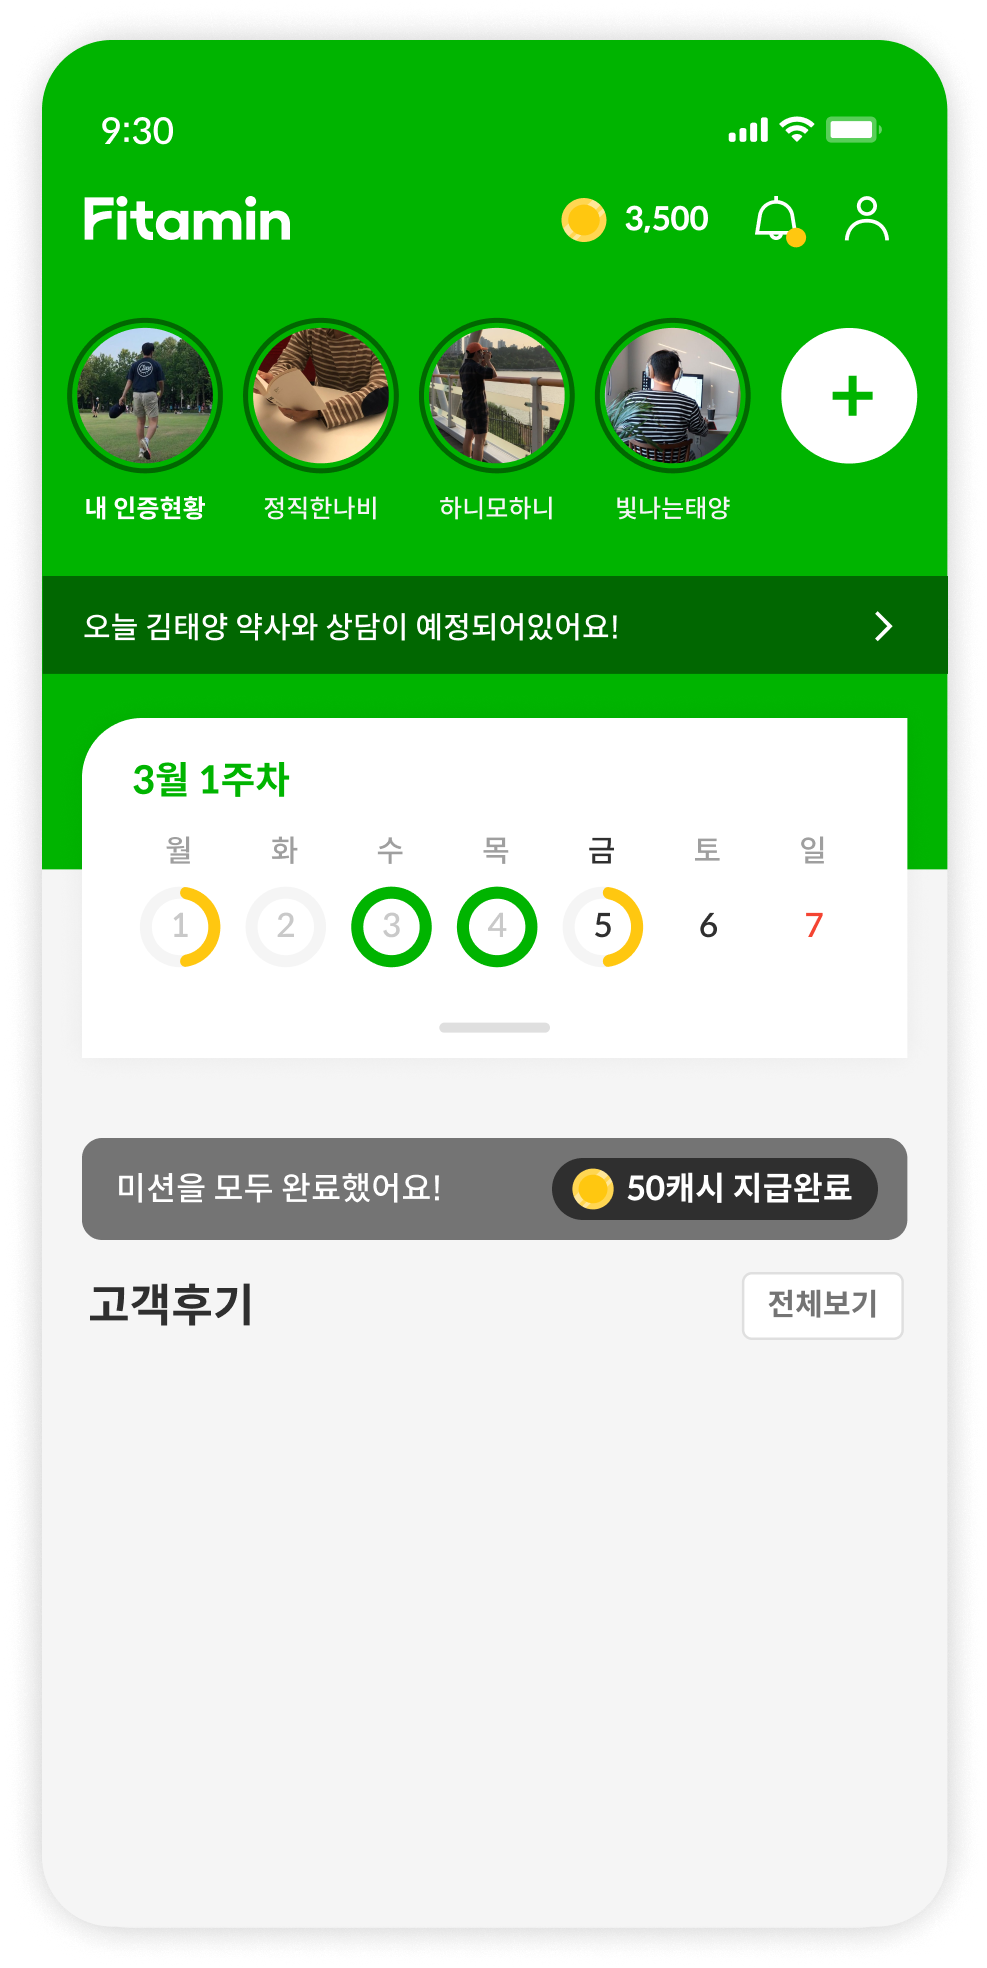 9:30
Fitamin
3,500
내 인증현황
정직한나비
하니모하니
빛나는태양
오늘 김태양 약사와 상담이 예정되어있어요!
3월 1주차
월 화 수 목 금 토 일
1 2 3 4 5 6 7
미션을 모두 완료했어요!
50캐시 지급완료
고객후기
전체보기